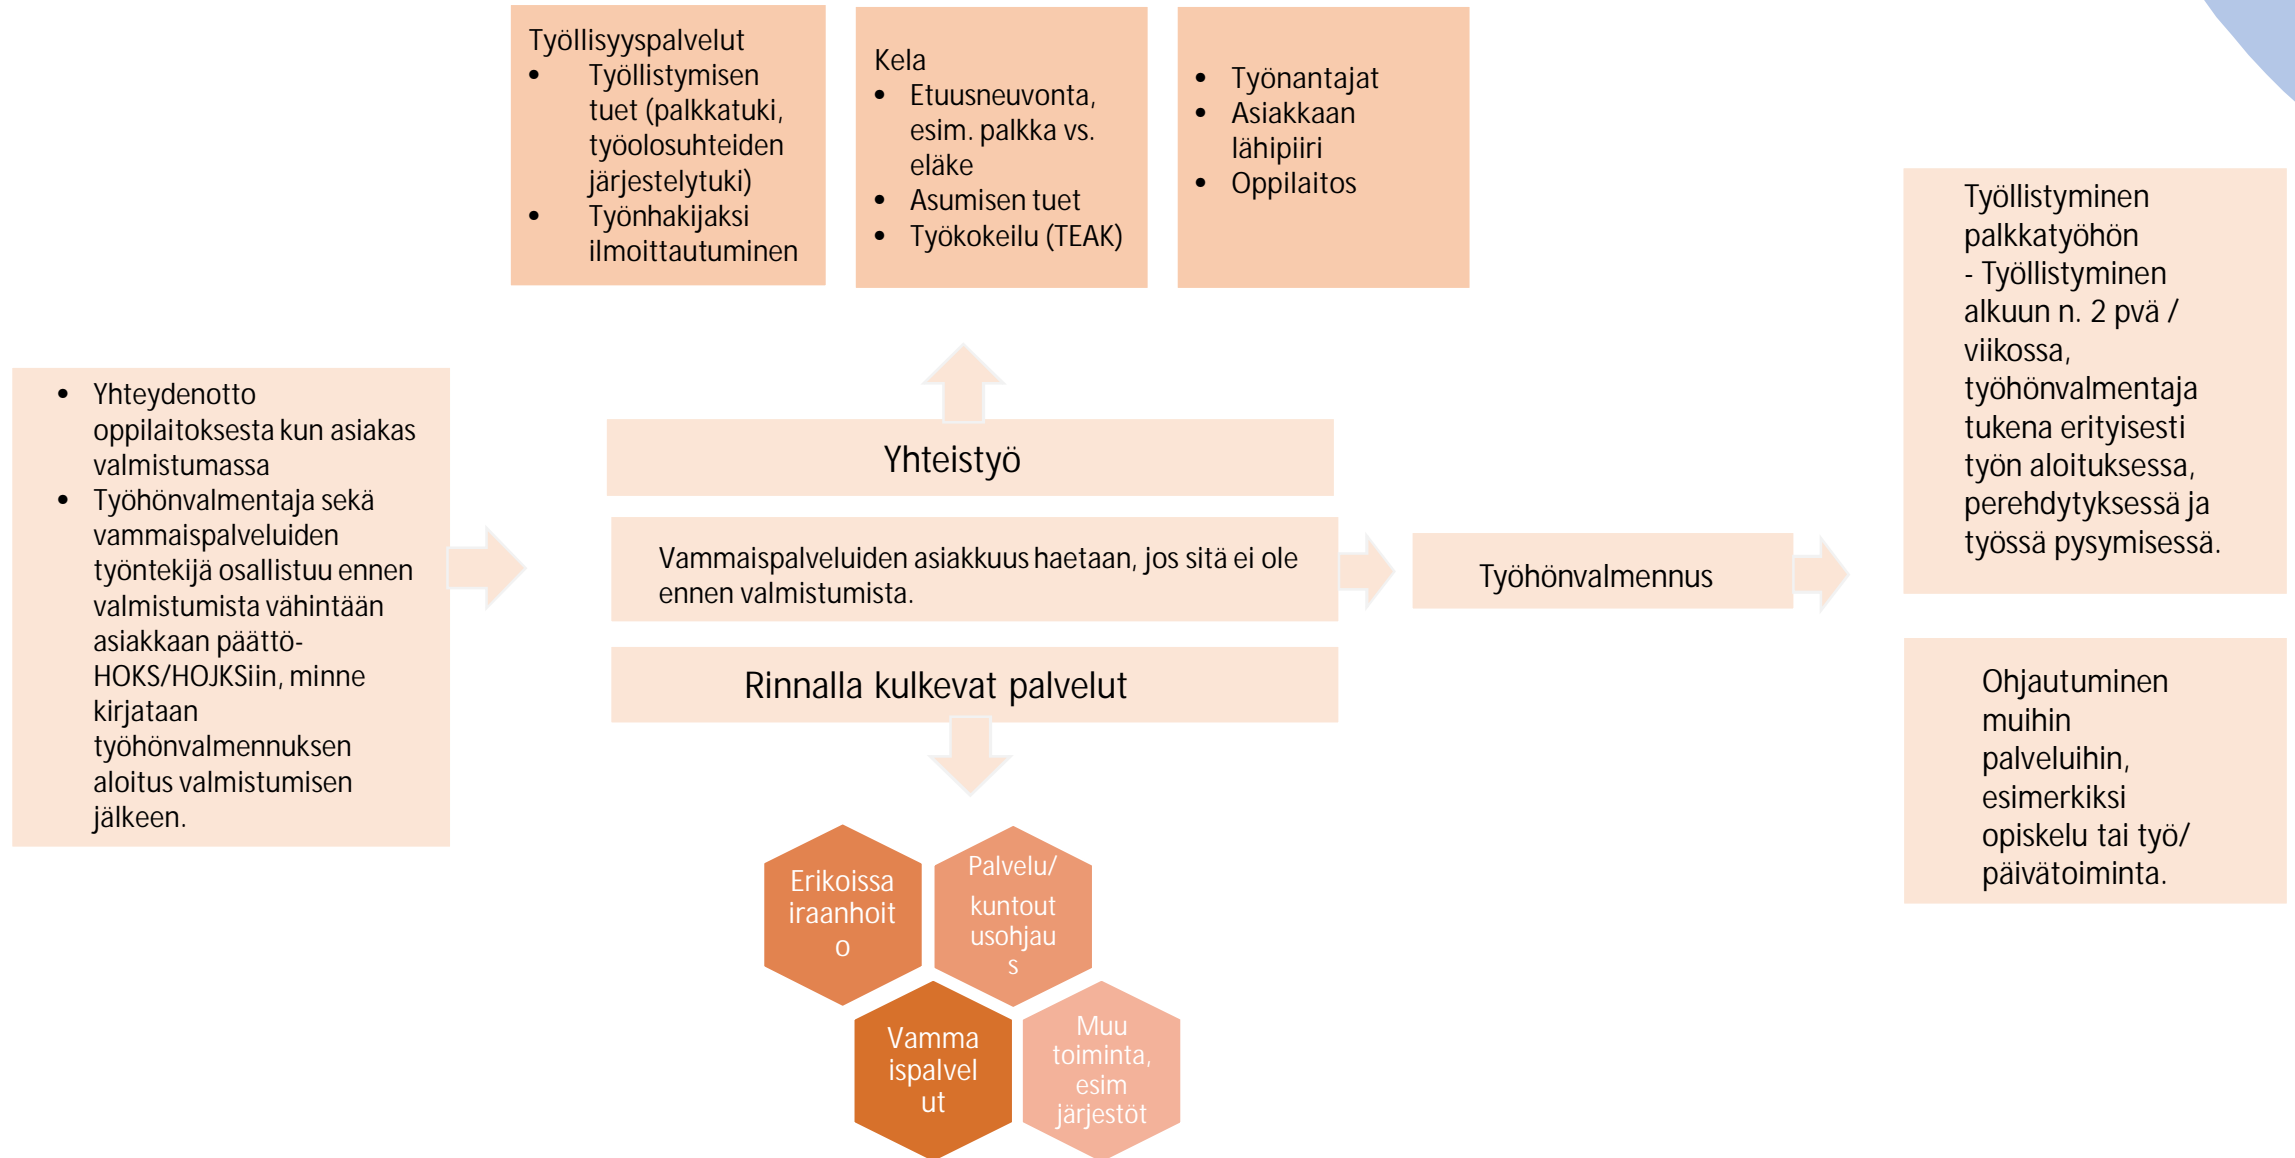 Työllisyyspalvelut
• Työllistymisen
tuet (palkkatuki,
työolosuhteiden
järjestelytuki)
• Työnhakijaksi
ilmoittautuminen
Kela
• Etuusneuvonta,
esim. palkka vs.
eläke
• Asumisen tuet
• Työkokeilu (TEAK)
• Työnantajat
• Asiakkaan
lähipiiri
• Oppilaitos
• Yhteydenotto
oppilaitoksesta kun asiakas
valmistumassa
• Työhönvalmentaja sekä
vammaispalveluiden
työntekijä osallistuu ennen
valmistumista vähintään
asiakkaan päättö-
HOKS/HOJKSiin, minne
kirjataan
työhönvalmennuksen
aloitus valmistumisen
jälkeen.
Yhteistyö
Vammaispalveluiden asiakkuus haetaan, jos sitä ei ole
ennen valmistumista.
Rinnalla kulkevat palvelut
Työhönvalmennus
Työllistyminen
palkkatyöhön
- Työllistyminen
alkuun n. 2 pvä /
viikossa,
työhönvalmentaja
tukena erityisesti
työn aloituksessa,
perehdytyksessä ja
työssä pysymisessä.
Ohjautuminen
muihin
palveluihin,
esimerkiksi
opiskelu tai työ/
päivätoiminta.
Erikoissa
iraanhoit
o
Palvelu/
kuntout
usohjau
s
Vamma
ispalvel
ut
Muu
toiminta,
esim
järjestöt